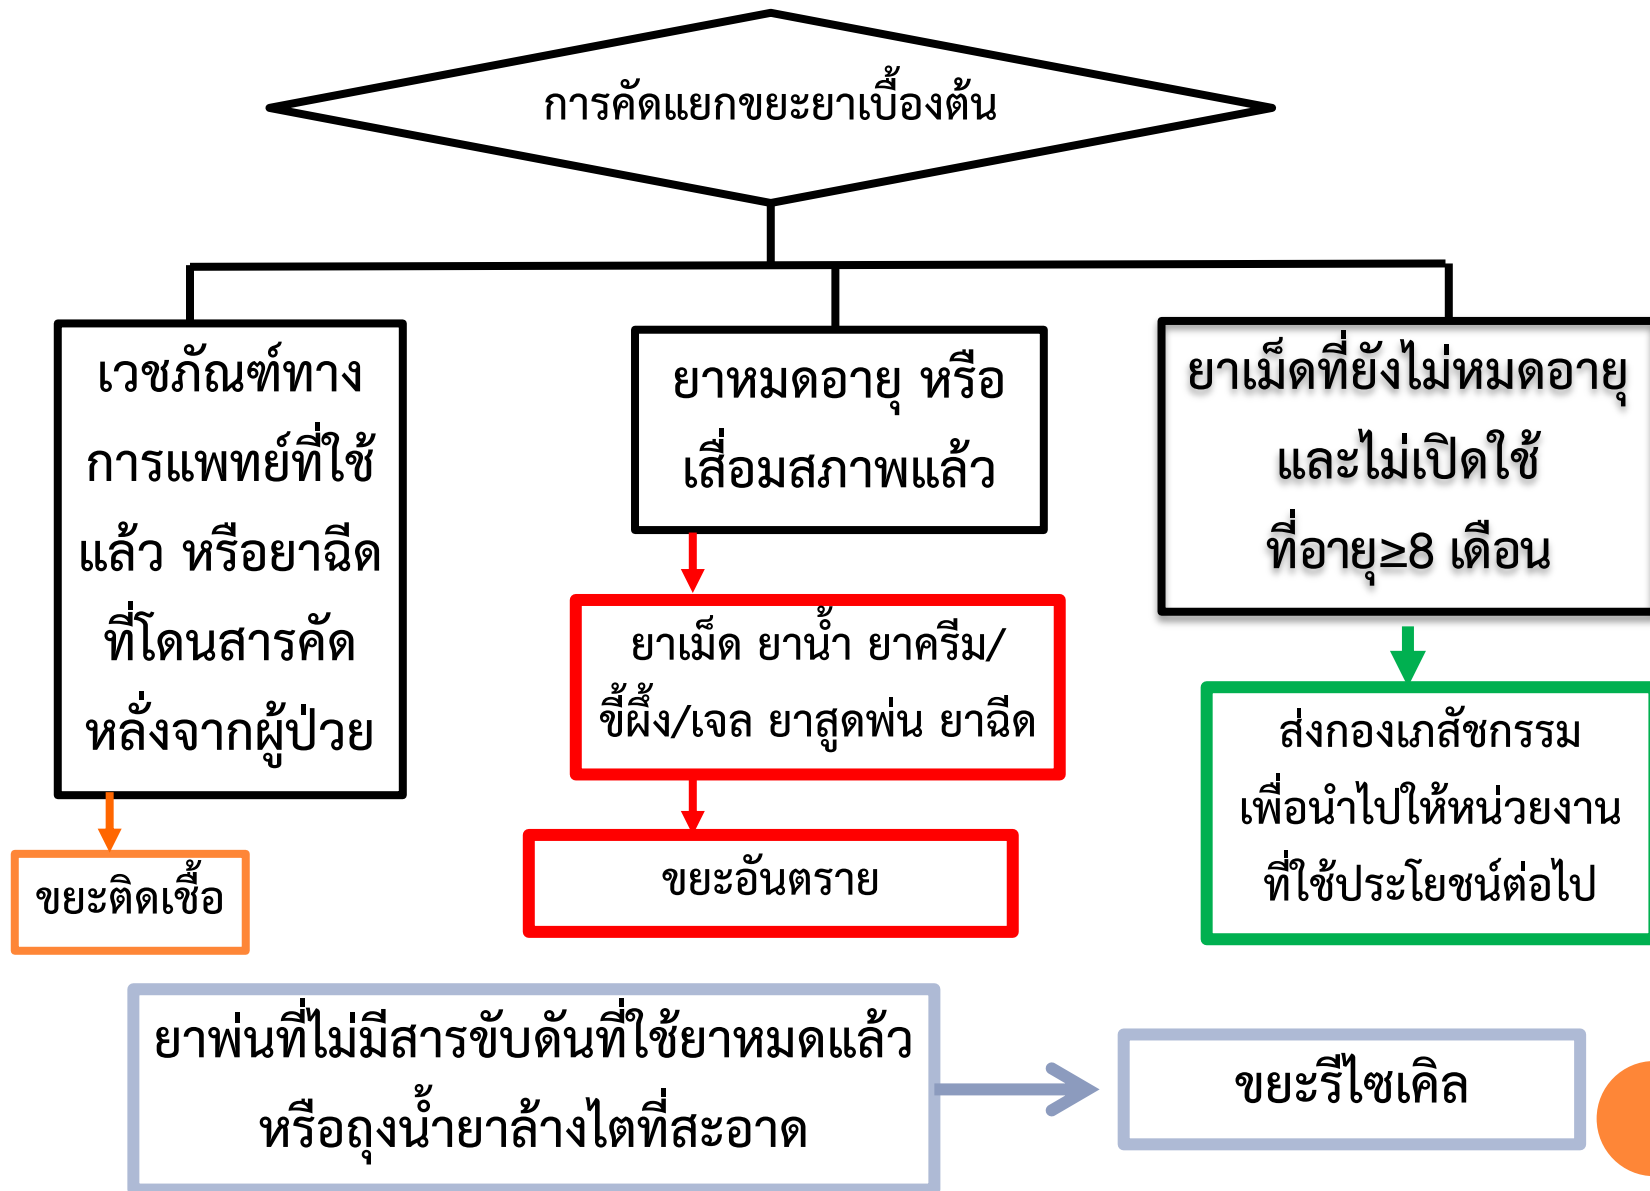 การคัดแยกขยะยาเบื้องต้น
เวชภัณฑ์ทาง
การแพทย์ที่ใช้
แล้ว หรือยาฉีด
ที่โดนสารคัด
หลั่งจากผู้ป่วย
ขยะติดเชื้อ
ยาหมดอายุ หรือ
เสื่อมสภาพแล้ว
ยาเม็ด ยาน้ำ ยาครีม/
ขี้ผึ้ง/เจล ยาสูดพ่น ยาฉีด
ขยะอันตราย
ยาเม็ดที่ยังไม่หมดอายุ
และไม่เปิดใช้
ที่อายุ≥8 เดือน
ส่งกองเภสัชกรรม
เพื่อนำไปให้หน่วยงาน
ที่ใช้ประโยชน์ต่อไป
ยาพ่นที่ไม่มีสารขับดันที่ใช้ยาหมดแล้ว
หรือถุงน้ำยาล้างไตที่สะอาด
ขยะรีไซเคิล